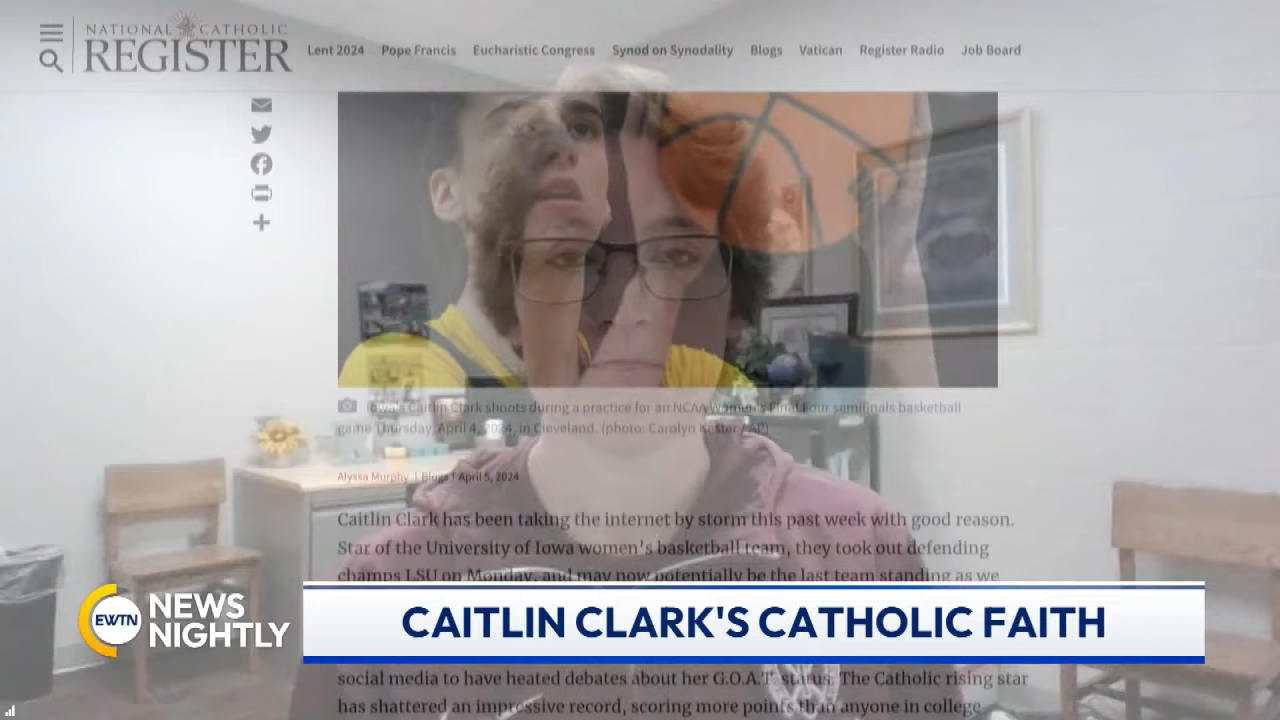 NATIONAL CATHOLIC
REGISTER
Lent 2024 Pope Francis Eucharistic Congress Synod on Synodality Blogs Vatican Register Radio Job Board
Iowa's Caitlin Clark shoots during a practice for an NCAA Women's Final Four semifinals basketball
game Thursday, April 4, 2024, in Cleveland. (photo: Carolyn Kaster / AP)
Alyssa Murphy | Blogs | April 5, 2024
Caitlin Clark has been taking the internet by storm this past week with good reason.
Star of the University of Iowa women's basketball team, they took out defending
champs LSU on Monday, and may now potentially be the last team standing as we
EWTN NEWS
NIGHTLY
CAITLIN CLARK'S CATHOLIC FAITH
social media to have heated debates about her G.O.A.T. status. The Catholic rising star
has shattered an impressive record, scoring more points than anyone in college